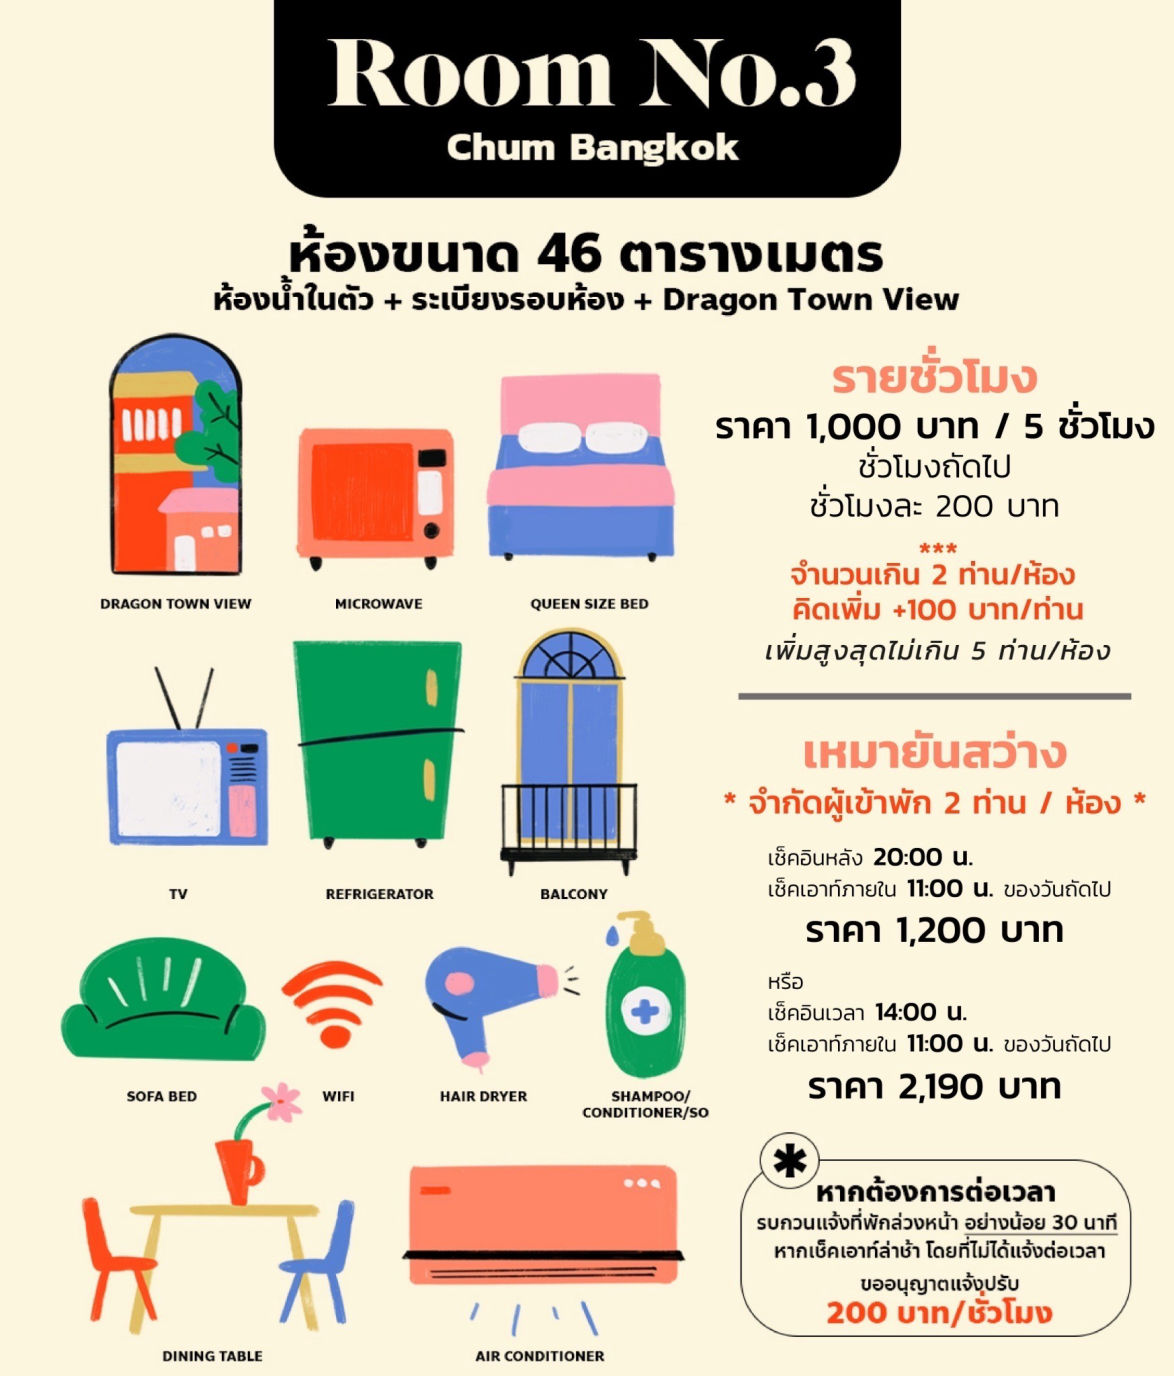 Room No.3
Chum Bangkok
ห้องขนาด 46 ตารางเมตร
ห้องน้ำในตัว + ระเบียงรอบห้อง + Dragon Town View
DRAGON TOWN VIEW
MICROWAVE
QUEEN SIZE BED
TV
REFRIGERATOR
BALCONY
SOFA BED
WIFI
HAIR DRYER
SHAMPOO/
CONDITIONER/SO
DINING TABLE
AIR CONDITIONER
รายชั่วโมง
ราคา 1,000 บาท / 5 ชั่วโมง
ชั่วโมงถัดไป
ชั่วโมงละ 200 บาท
***
จำนวนเกิน 2 ท่าน/ห้อง
คิดเพิ่ม +100 บาท/ท่าน
เพิ่มสูงสุดไม่เกิน 5 ท่าน/ห้อง
เหมายันสว่าง
* จำกัดผู้เข้าพัก 2 ท่าน / ห้อง *
เช็คอินหลัง 20:00 น.
เช็คเอาท์ภายใน 11:00 น. ของวันถัดไป
ราคา 1,200 บาท
หรือ
เช็คอินเวลา 14:00 น.
เช็คเอาท์ภายใน 11:00 น. ของวันถัดไป
ราคา 2,190 บาท
*
หากต้องการต่อเวลา
รบกวนแจ้งที่พักล่วงหน้า อย่างน้อย 30 นาที
หากเช็คเอาท์ล่าช้า โดยที่ไม่ได้แจ้งต่อเวลา
ขออนุญาตแจ้งปรับ
200 บาท/ชั่วโมง